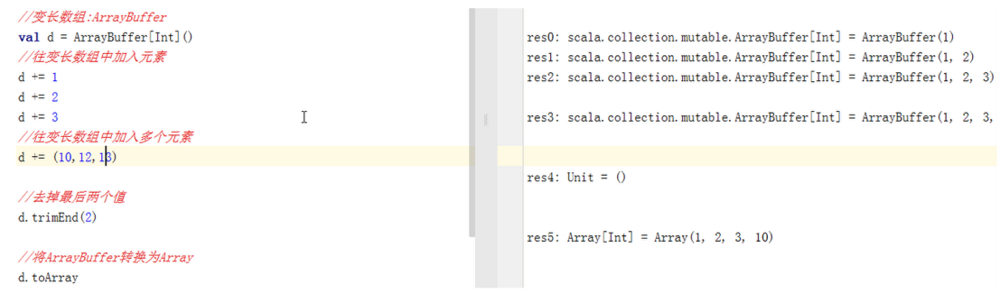 //变长数组:ArrayBuffer
val d = ArrayBuffer[Int]()
//往变长数组中加入元素
d += 1
d += 2
d += 3
//往变长数组中加入多个元素
d += (10,12,13)
//去掉最后两个值
d.trimEnd(2)
//将ArrayBuffer转换为Array
d.toArray
res0: scala.collection.mutable.ArrayBuffer[Int] = ArrayBuffer(1)
res1: scala.collection.mutable.ArrayBuffer[Int] = ArrayBuffer(1, 2)
res2: scala.collection.mutable.ArrayBuffer[Int] = ArrayBuffer(1, 2, 3)
res3: scala.collection.mutable.ArrayBuffer[Int] = ArrayBuffer(1, 2, 3,
res4: Unit = ()
res5: Array[Int] = Array(1, 2, 3, 10)